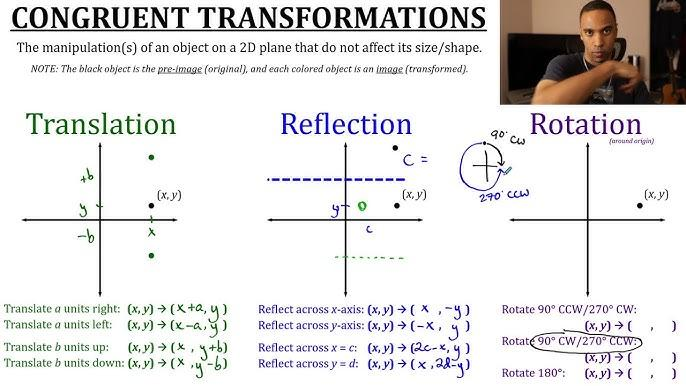 CONGRUENT TRANSFORMATIONS
The manipulation(s) of an object on a 2D plane that do not affect its size/shape.
NOTE: The black object is the pre-image (original), and each colored object is an image (transformed).
Translation
+b
y
-b
x
(x, y)
Reflection
C =
y
c
(x, y)
90° CW
270° CCW
Rotation
(around origin)
(x, y)
Translate a units right: (x, y) → (x+a, y)
Translate a units left: (x, y) → (x-a, y)
Translate b units up: (x, y) → (x, y+b)
Translate b units down: (x, y) → (x, y-b)
Reflect across x-axis: (x, y) → (x, -y)
Reflect across y-axis: (x, y) → (-x, y)
Reflect across x = c: (x, y) → (2c-x, y)
Reflect across y = d: (x, y) → (x, 2d-y)
Rotate 90° CCW/270° CW:
(x, y) → ( , )
Rotate 90° CW/270° CCW:
(x, y) → ( , )
Rotate 180°: (x, y) → ( , )